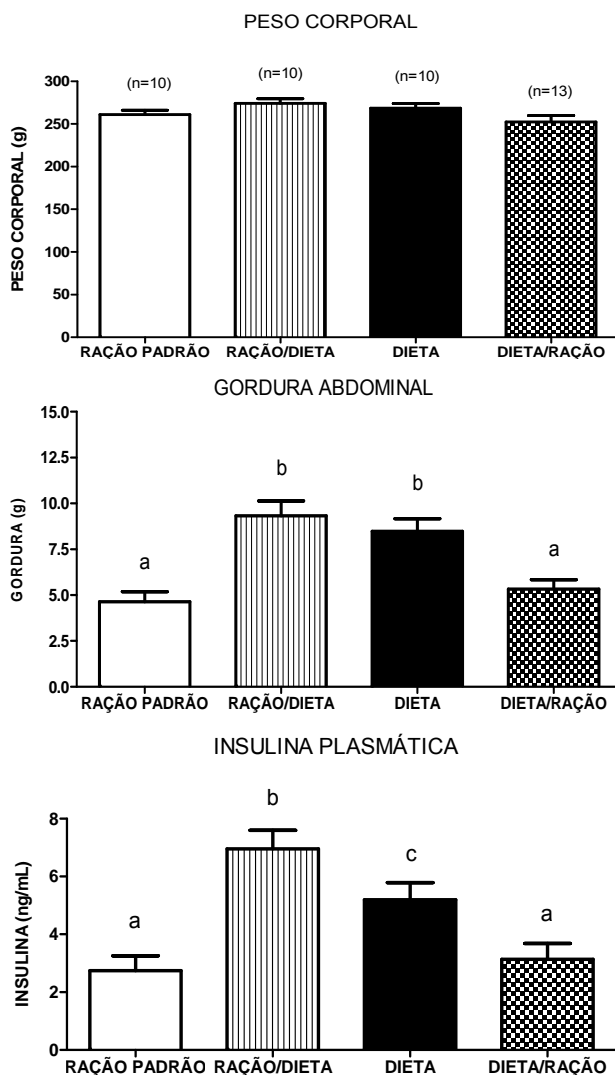 PESO CORPORAL
(n=10) (n=10) (n=10) (n=13)
PESO CORPORAL (g)
300
250
200
150
100
50
0
RAÇÃO PADRÃO RAÇÃO/DIETA DIETA DIETA/RAÇÃO
GORDURA ABDOMINAL
GORDURA (g)
15.0
12.5
10.0
7.5
5.0
2.5
0.0
a b b a
RAÇÃO PADRÃO RAÇÃO/DIETA DIETA DIETA/RAÇÃO
INSULINA PLASMÁTICA
INSULINA (ng/mL)
8
6
4
2
0
a b c a
RAÇÃO PADRÃO RAÇÃO/DIETA DIETA DIETA/RAÇÃO